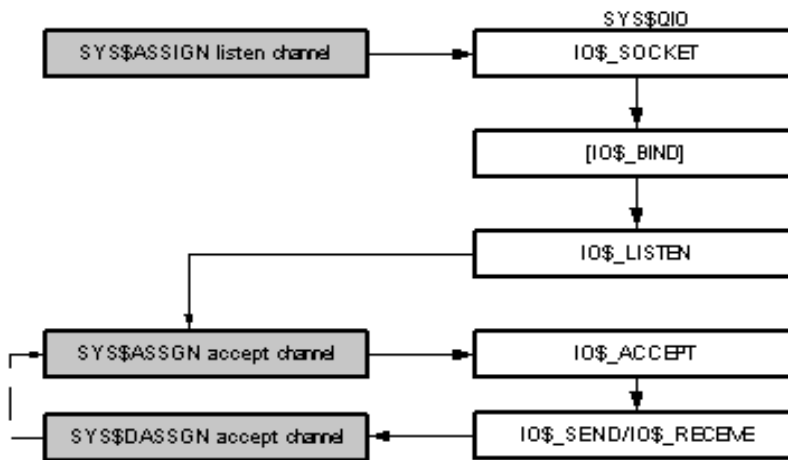 SYS$QIO
SYS$ASSIGN listen channel
IO$_SOCKET
[IO$_BIND]
IO$_LISTEN
SYS$ASSGN accept channel
IO$_ACCEPT
SYS$DASSGN accept channel
IO$_SEND/IO$_RECEIVE